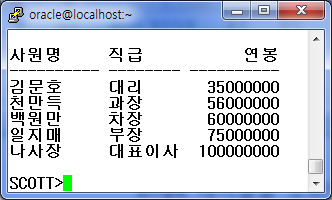 oracle@localhost:~
사원명 직급 연봉
---------- ---------- ----------
김문호 대리 35000000
천만득 과장 56000000
백원만 차장 60000000
일지매 부장 75000000
나사장 대표이사 100000000
SCOTT>